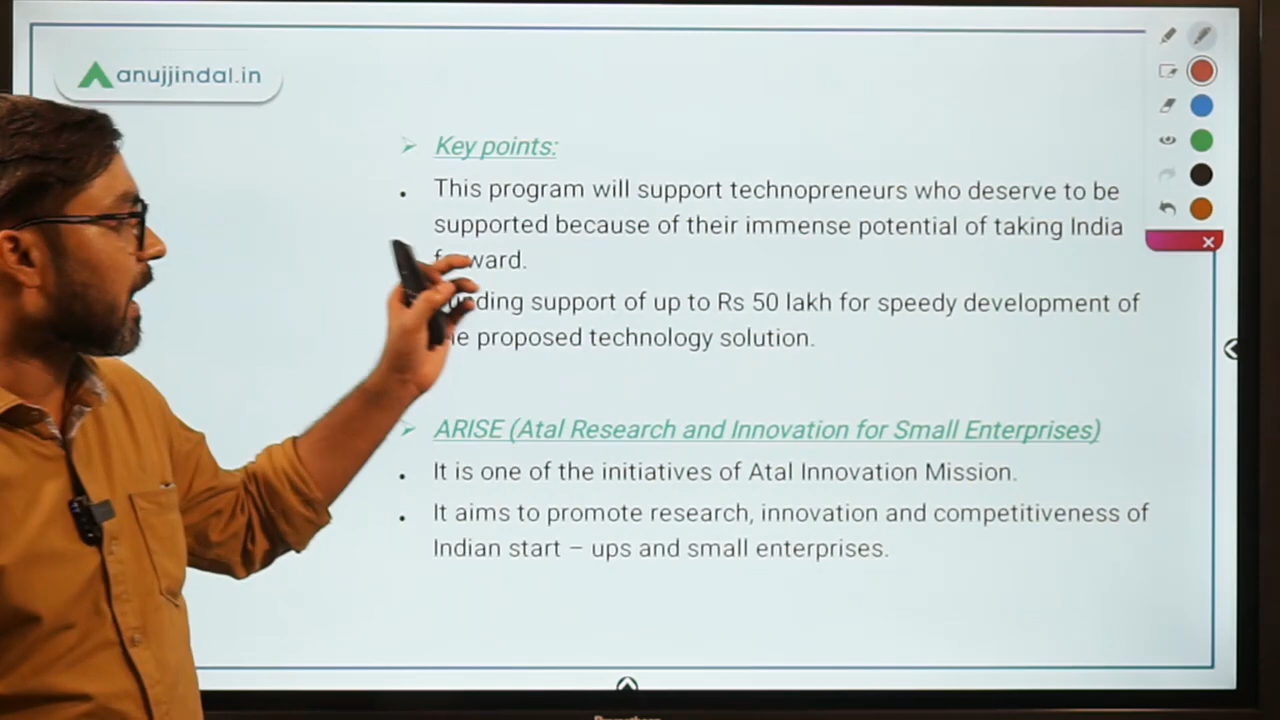 anujjindal.in
Key points:
This program will support technopreneurs who deserve to be
supported because of their immense potential of taking India
forward.
Funding support of up to Rs 50 lakh for speedy development of
the proposed technology solution.
ARISE (Atal Research and Innovation for Small Enterprises)
It is one of the initiatives of Atal Innovation Mission.
It aims to promote research, innovation and competitiveness of
Indian start – ups and small enterprises.